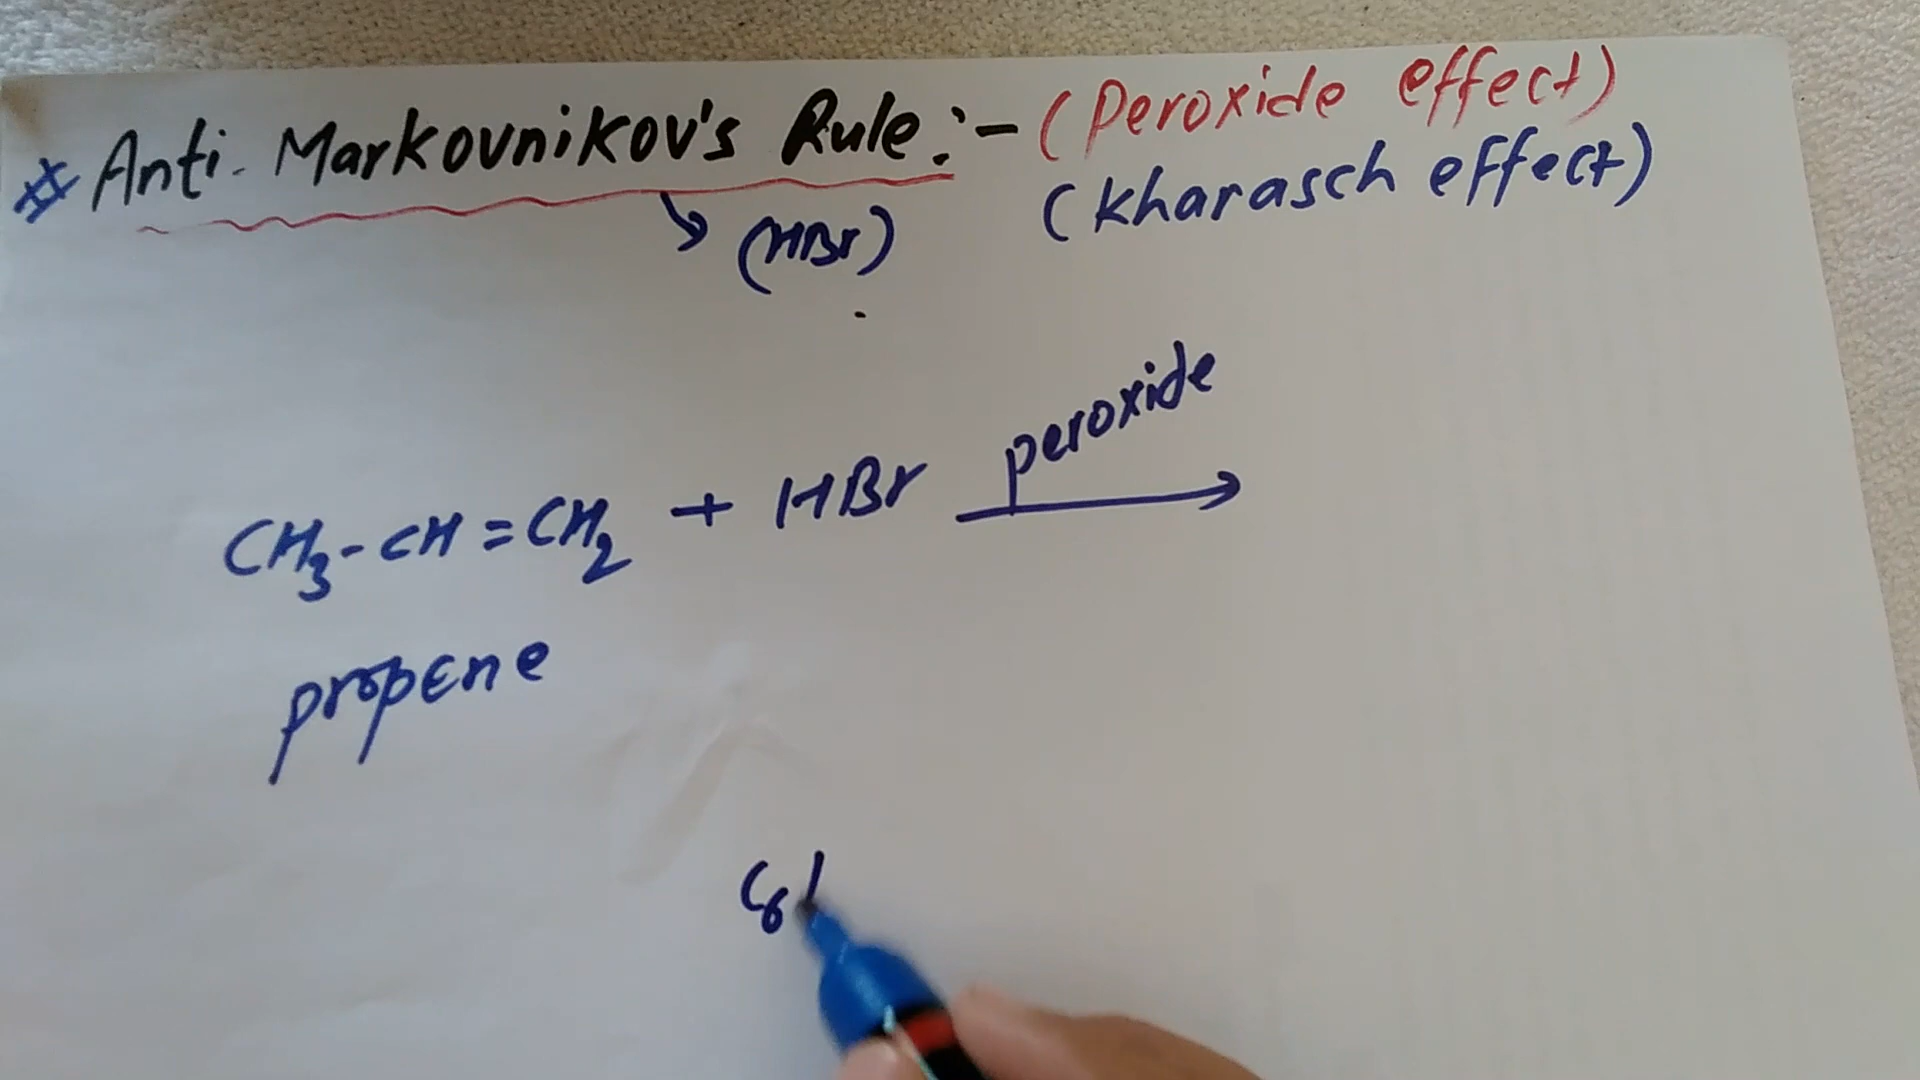 # Anti-Markovnikov's Rule:- (Peroxide effect)
(Kharasch effect)
(HBr)
peroxide
CH3-CH=CH2 + HBr
propene